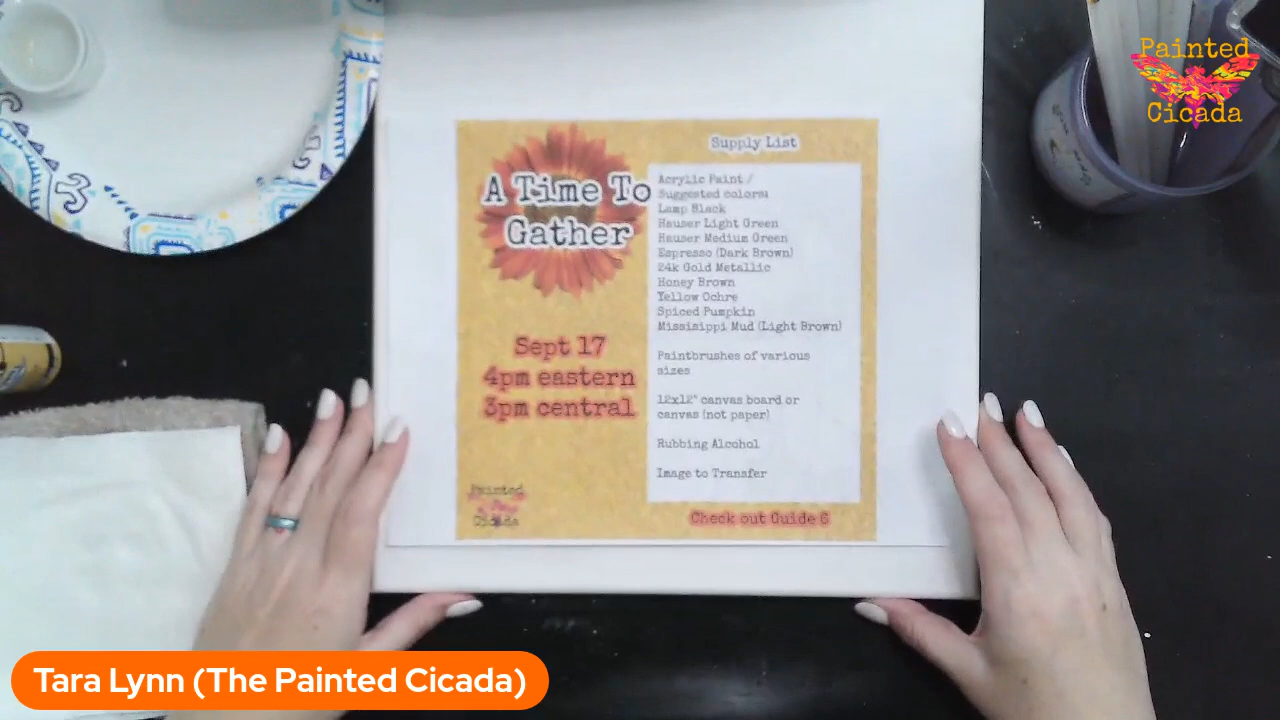 Painted
Cicada
A Time To
Gather
Sept 17
4pm eastern
3pm central
Painted
Cicada
Supply List
Acrylic Paint /
Suggested colors:
Lamp Black
Hauser Light Green
Hauser Medium Green
Espresso (Dark Brown)
24k Gold Metallic
Honey Brown
Yellow Ochre
Spiced Pumpkin
Missisippi Mud (Light Brown)
Paintbrushes of various
sizes
12x12" canvas board or
canvas (not paper)
Rubbing Alcohol
Image to Transfer
Check out Guide 6
Tara Lynn (The Painted Cicada)